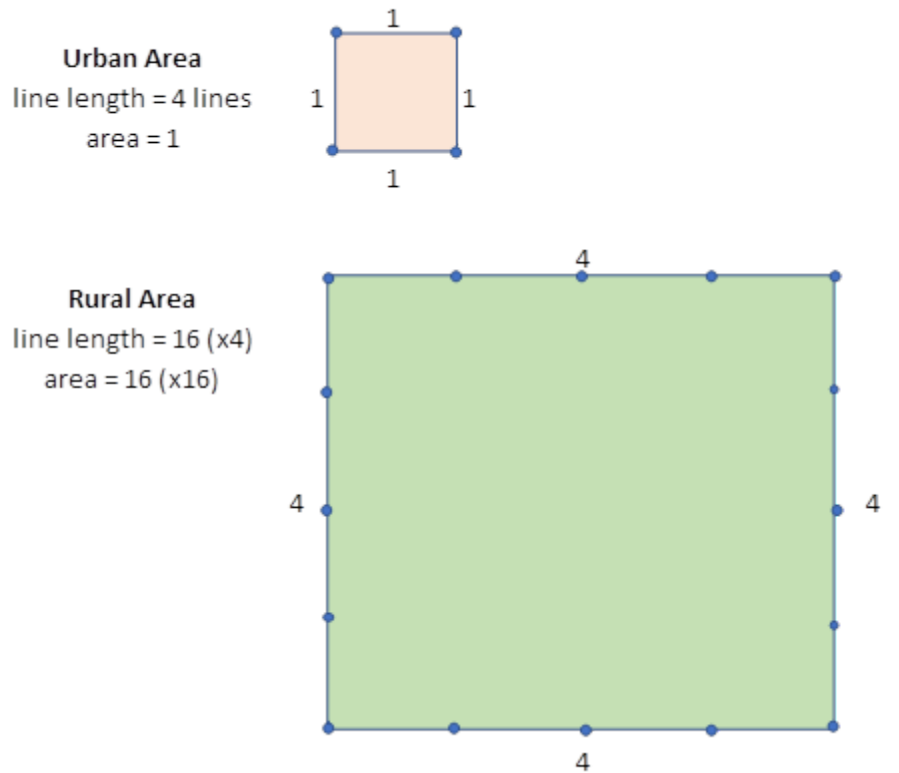 1
Urban Area
line length = 4 lines
area = 1
1
1
1
4
Rural Area
line length = 16 (x4)
area = 16 (x16)
4
4
4